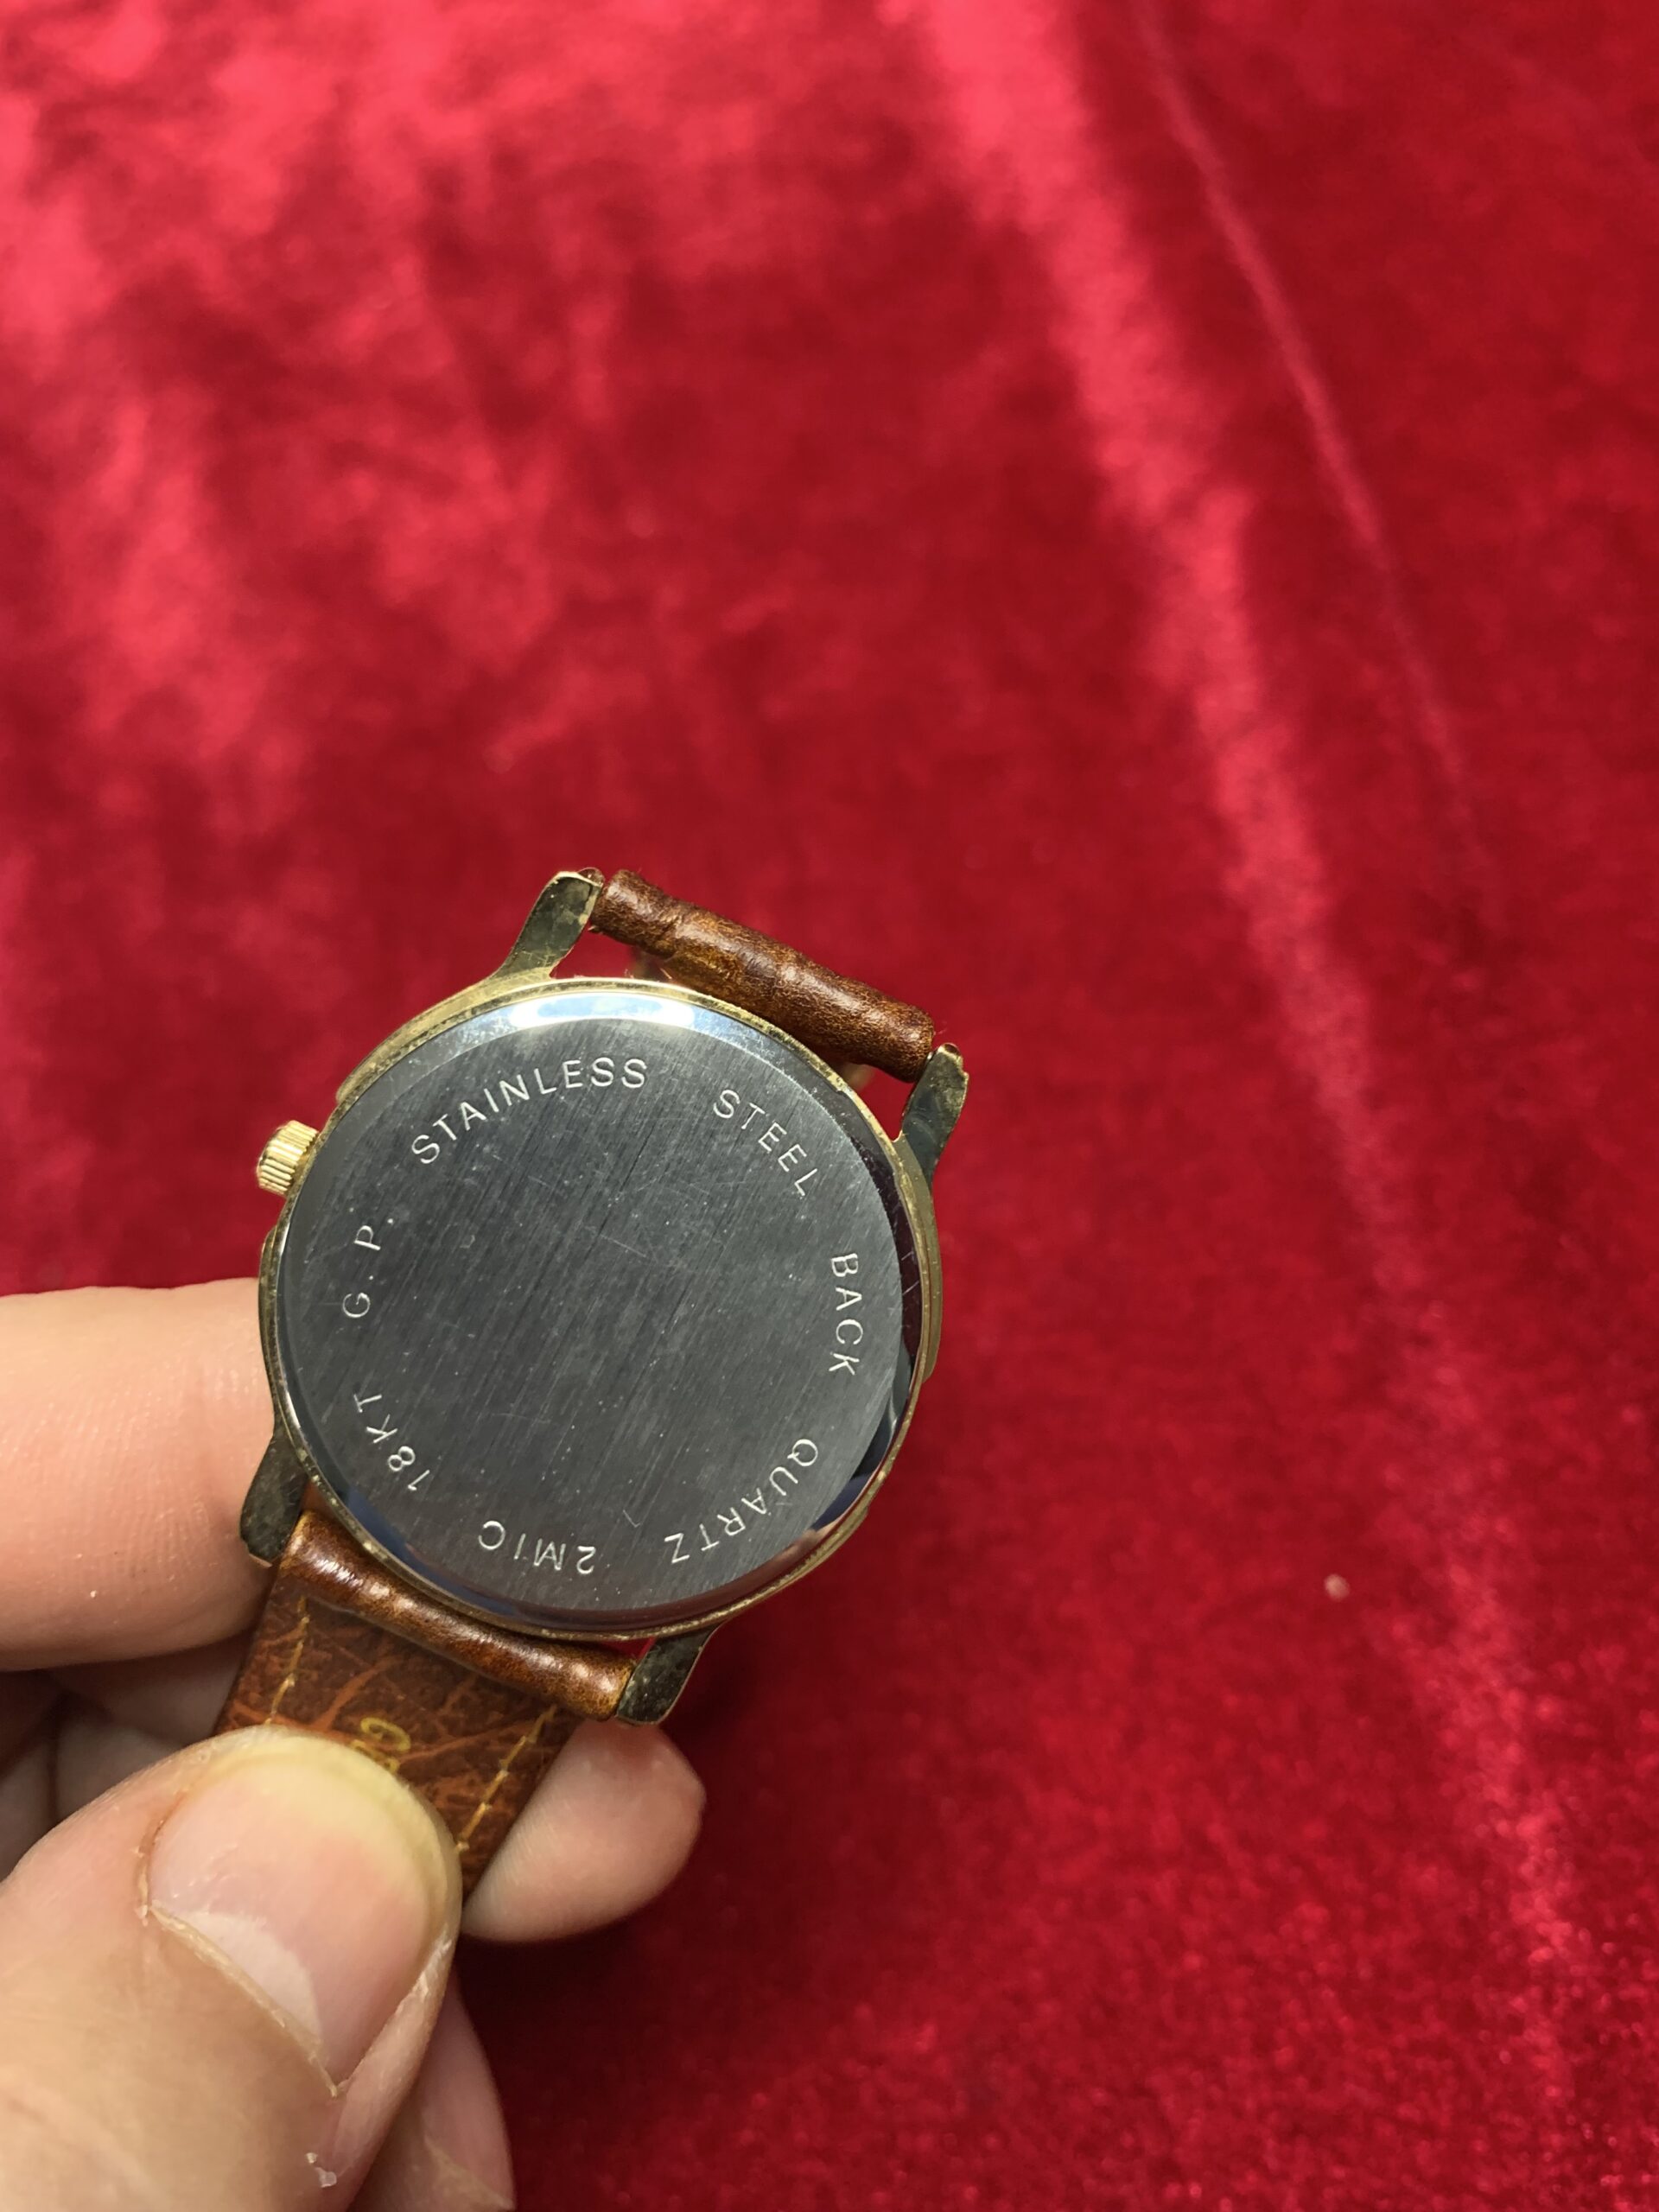 STAINLESS STEEL BACK QUARTZ 2MIC 18KT G.P.